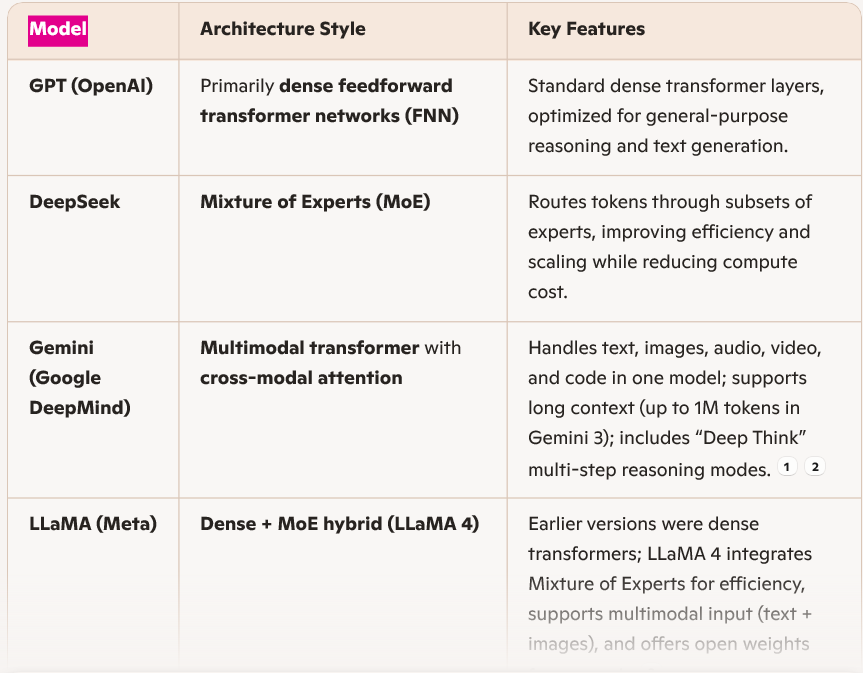 Model
Architecture Style
Key Features
GPT (OpenAI)
Primarily dense feedforward
transformer networks (FNN)
Standard dense transformer layers,
optimized for general-purpose
reasoning and text generation.
DeepSeek
Mixture of Experts (MoE)
Routes tokens through subsets of
experts, improving efficiency and
scaling while reducing compute
cost.
Gemini
(Google
DeepMind)
Multimodal transformer with
cross-modal attention
Handles text, images, audio, video,
and code in one model; supports
long context (up to 1M tokens in
Gemini 3); includes “Deep Think”
multi-step reasoning modes. 1 2
LLaMA (Meta)
Dense + MoE hybrid (LLaMA 4)
Earlier versions were dense
transformers; LLaMA 4 integrates
Mixture of Experts for efficiency,
supports multimodal input (text +
images), and offers open weights